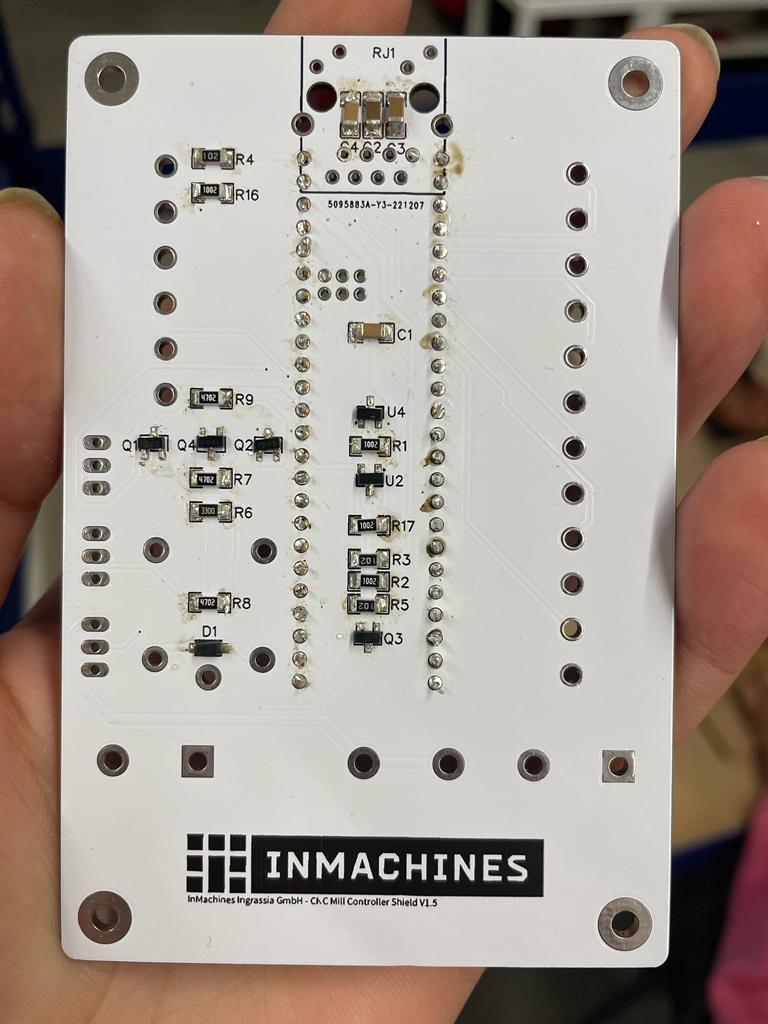 RJ1
C4 C2 C3
102 R4
1002 R16
5095883A-Y3-221207
C1
4702 R9
U4
Q1 Q4 Q2
1002 R1
4702 R7
U2
3300 R6
1002 R17
102 R3
1002 R2
4702 R8
102 R5
D1
Q3
INMACHINES
InMachines Ingrassia GmbH - CNC Mill Controller Shield V1.5